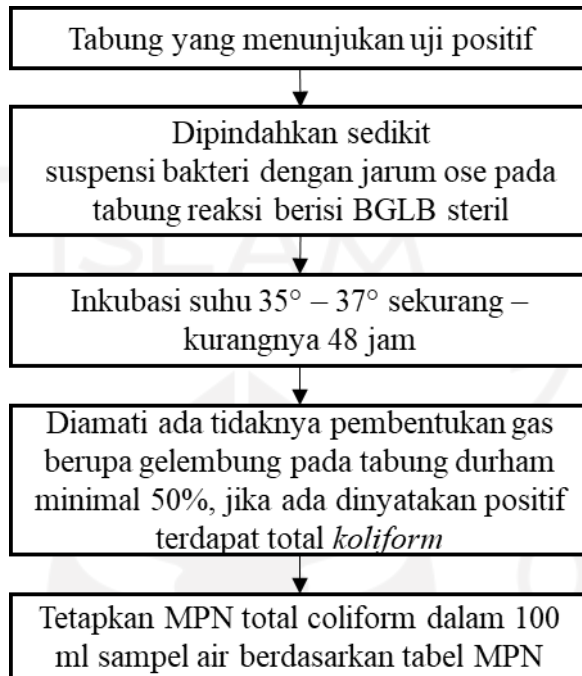 Tabung yang menunjukan uji positif
Dipindahkan sedikit
suspensi bakteri dengan jarum ose pada
tabung reaksi berisi BGLB steril
Inkubasi suhu 35° – 37° sekurang –
kurangnya 48 jam
Diamati ada tidaknya pembentukan gas
berupa gelembung pada tabung durham
minimal 50%, jika ada dinyatakan positif
terdapat total koliform
Tetapkan MPN total coliform dalam 100
ml sampel air berdasarkan tabel MPN
ISLAM